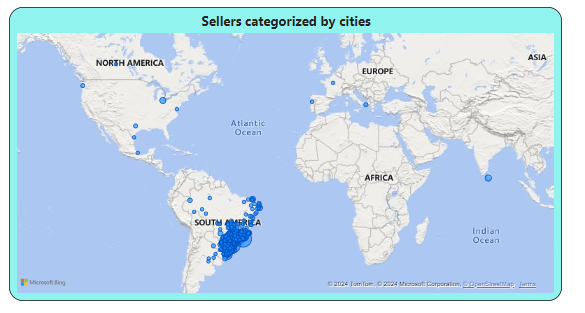 Sellers categorized by cities
NORTH AMERICA
ASIA
EUROPE
Atlantic
Ocean
AFRICA
SOUTH AMERICA
Indian
Ocean
Microsoft Bing
© 2024 TomTom, © 2024 Microsoft Corporation, © OpenStreetMap Terms